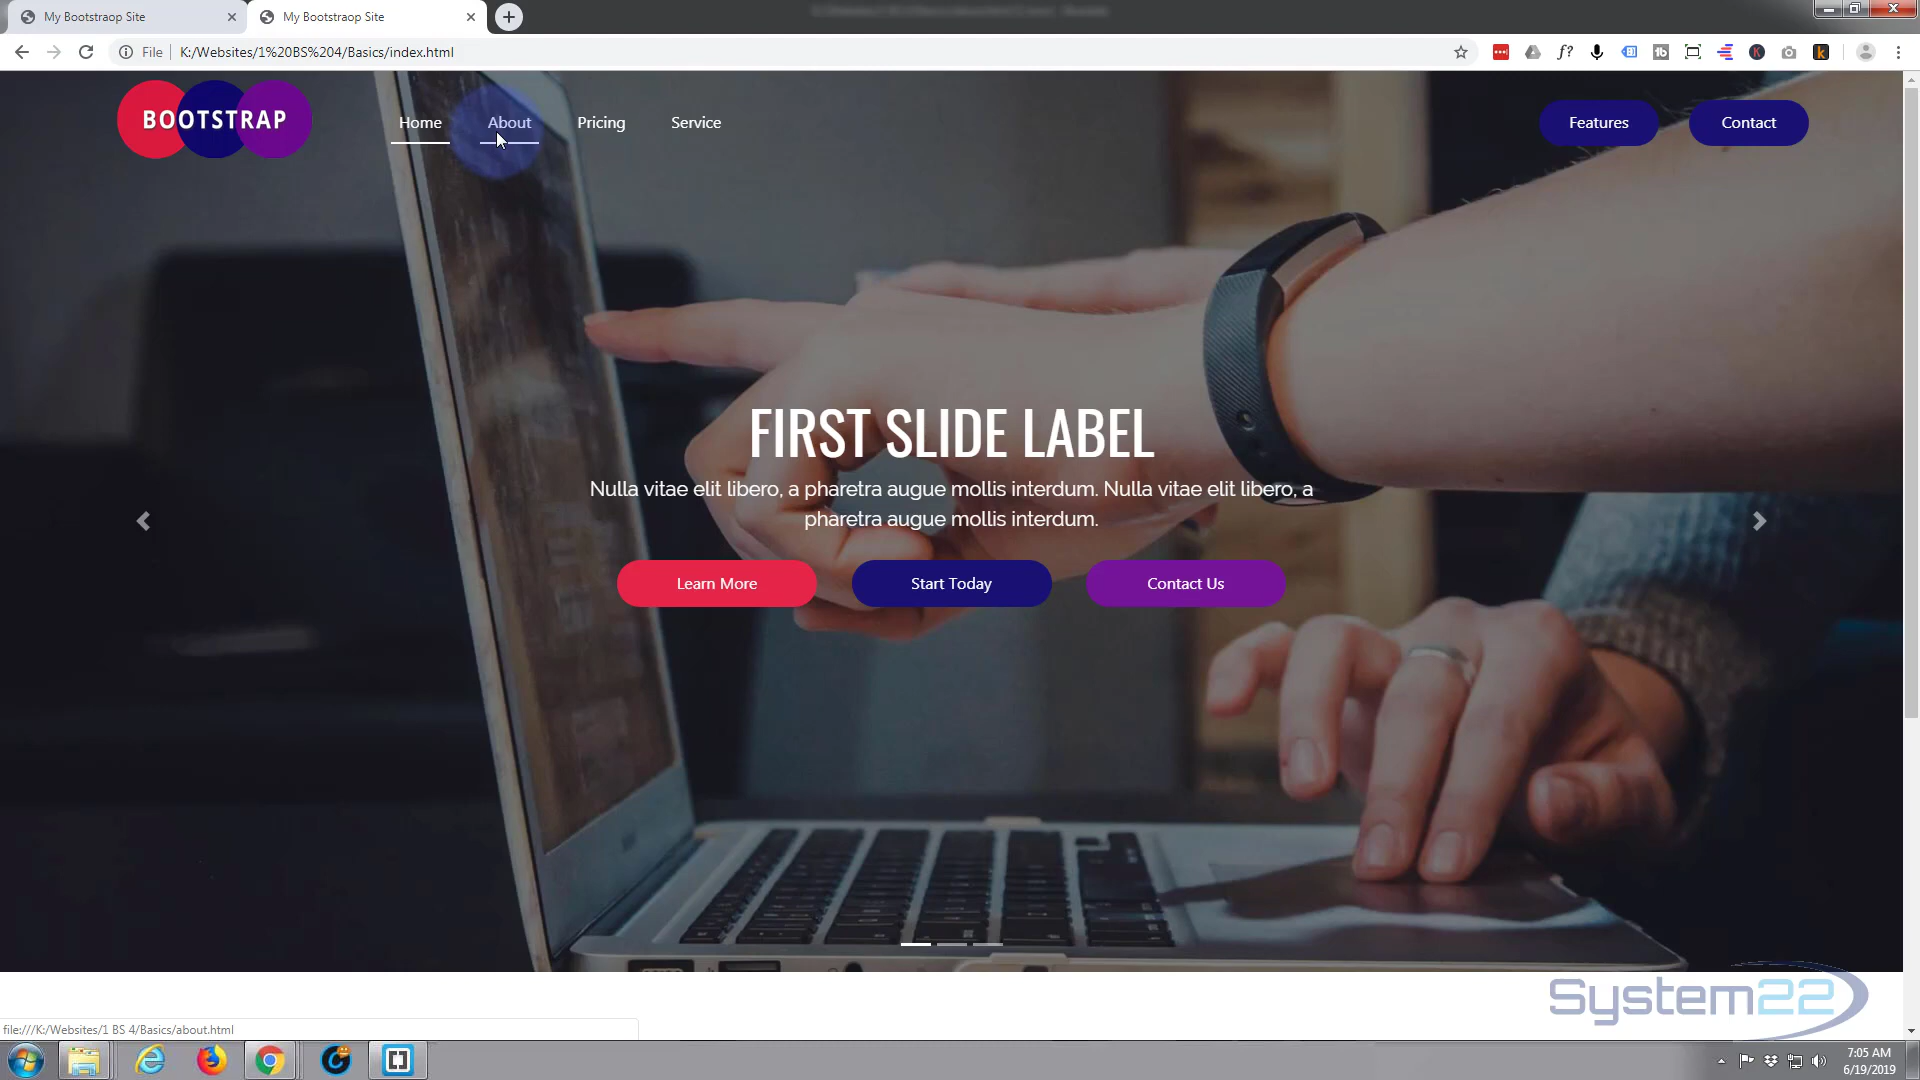 My Bootstraop Site
My Bootstraop Site
File
K:/Websites/1%20BS%204/Basics/index.html
BOOTSTRAP
Home
About
Pricing
Service
Features
Contact
FIRST SLIDE LABEL
Nulla vitae elit libero, a pharetra augue mollis interdum. Nulla vitae elit libero, a
pharetra augue mollis interdum.
Learn More
Start Today
Contact Us
System22
file:///K:/Websites/1 BS 4/Basics/about.html
7:05 AM
6/19/2019